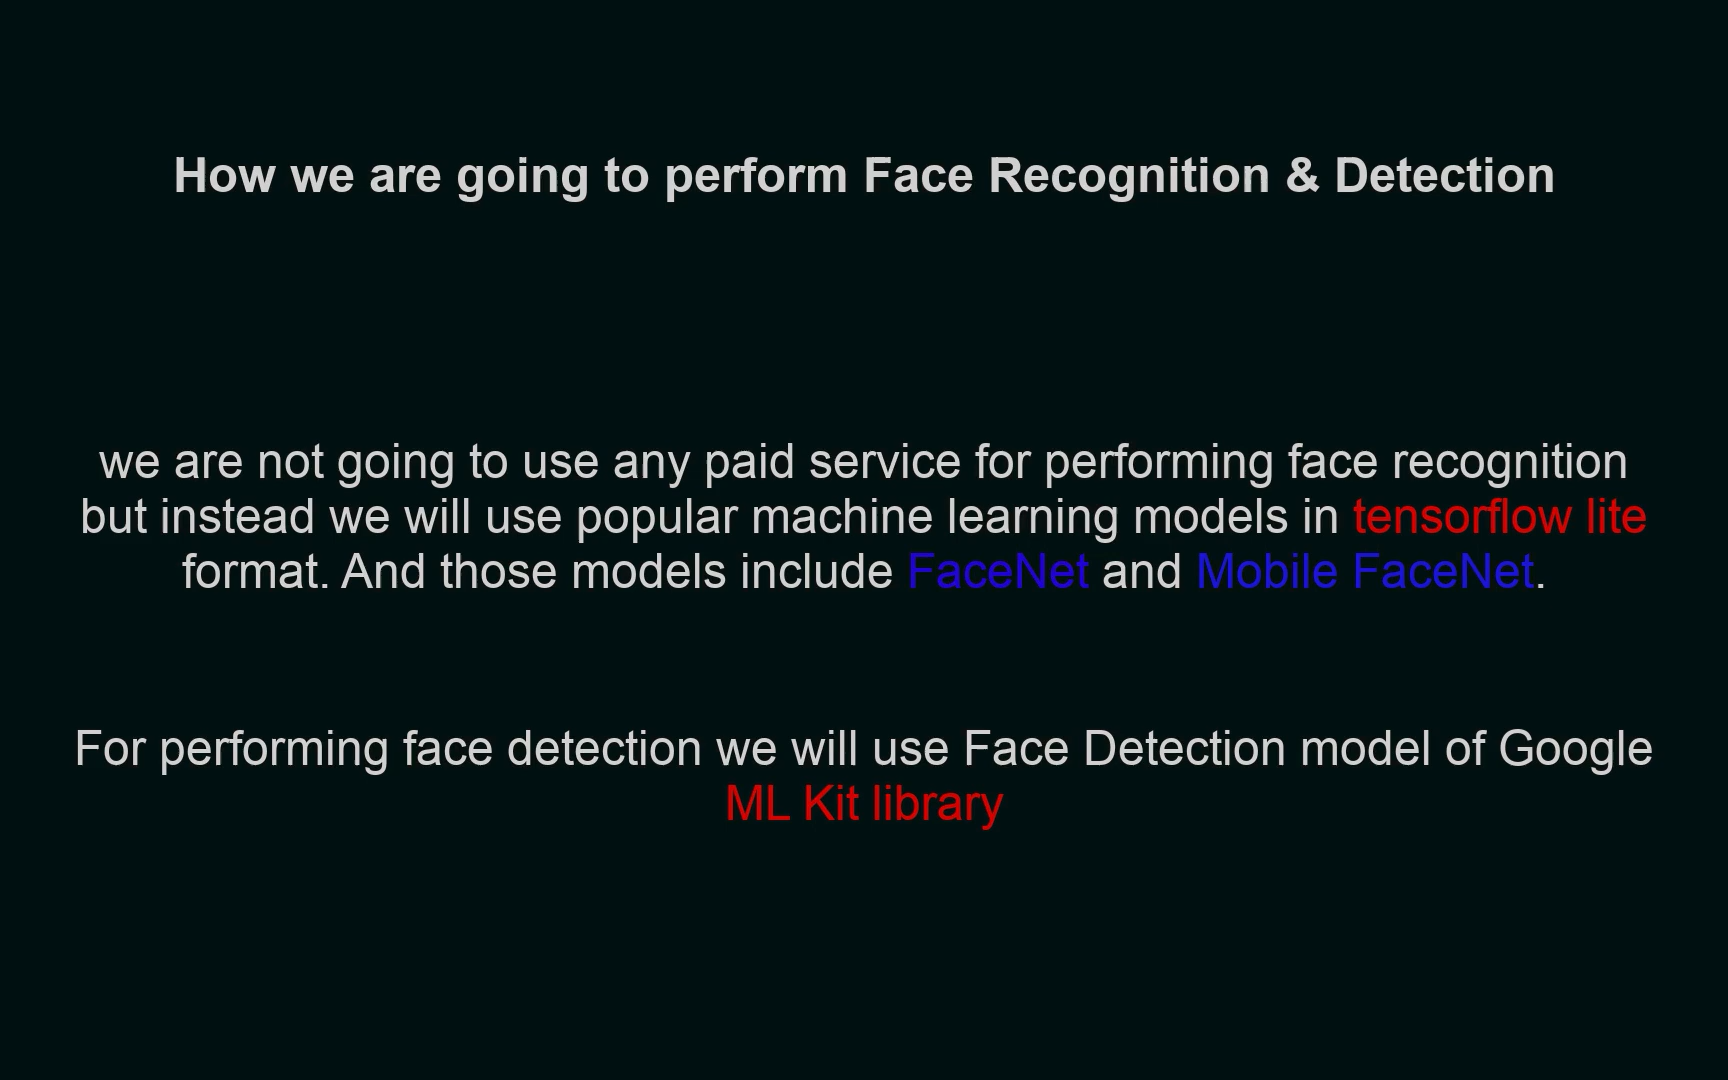 How we are going to perform Face Recognition & Detection
we are not going to use any paid service for performing face recognition
but instead we will use popular machine learning models in tensorflow lite
format. And those models include FaceNet and Mobile FaceNet.
For performing face detection we will use Face Detection model of Google
ML Kit library